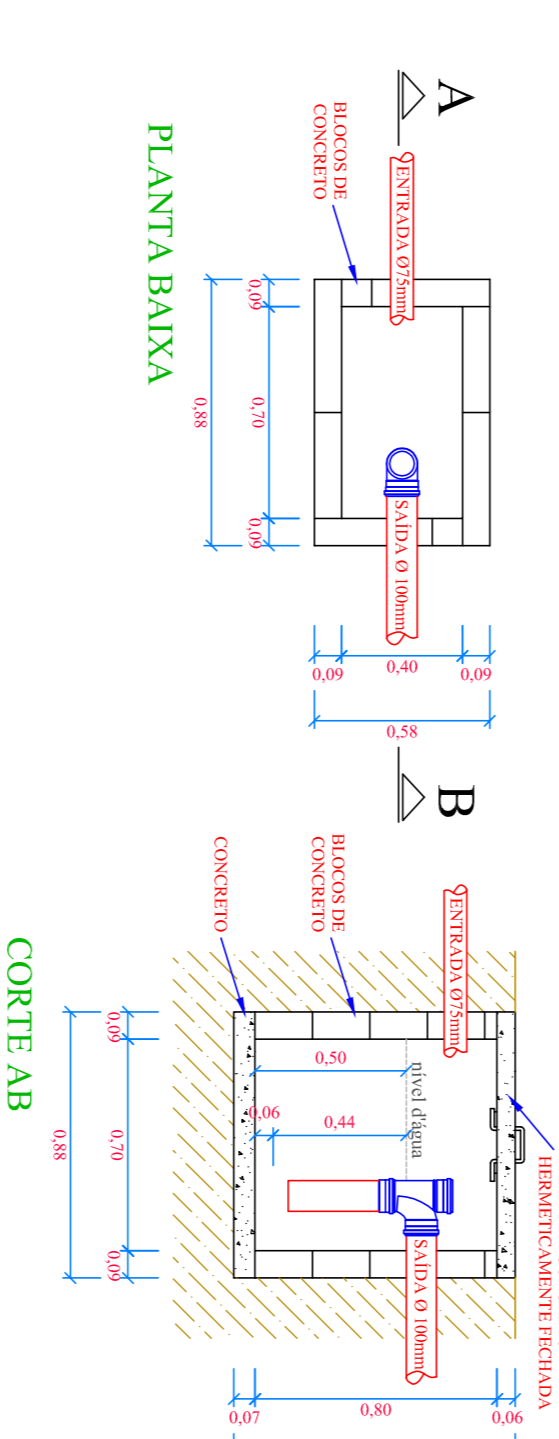 A
ENTRADA Ø75mm
BLOCOS DE
CONCRETO
SAÍDA Ø 100mm
0,09
0,70
0,09
0,88
0,09
0,40
0,09
0,58
PLANTA BAIXA
B
HERMETICAMENTE FECHADA
ENTRADA Ø75mm
BLOCOS DE
CONCRETO
CONCRETO
nível d'água
0,50
0,44
0,06
SAÍDA Ø 100mm
0,09
0,70
0,09
0,88
0,07
0,80
0,06
CORTE AB